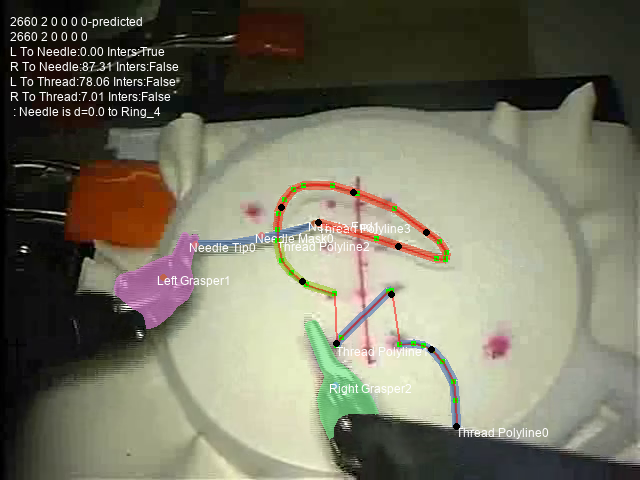 2660 2 0 0 0 0-predicted
2660 2 0 0 0 0
L To Needle:0.00 Inters:True
R To Needle:87.31 Inters:False
L To Thread:78.06 Inters:False
R To Thread:7.01 Inters:False
: Needle is d=0.0 to Ring_4
Thread Polyline3
Needle Mask0
Needle Tip0
Thread Polyline2
Left Grasper1
Thread Polyline
Right Grasper2
Thread Polyline0